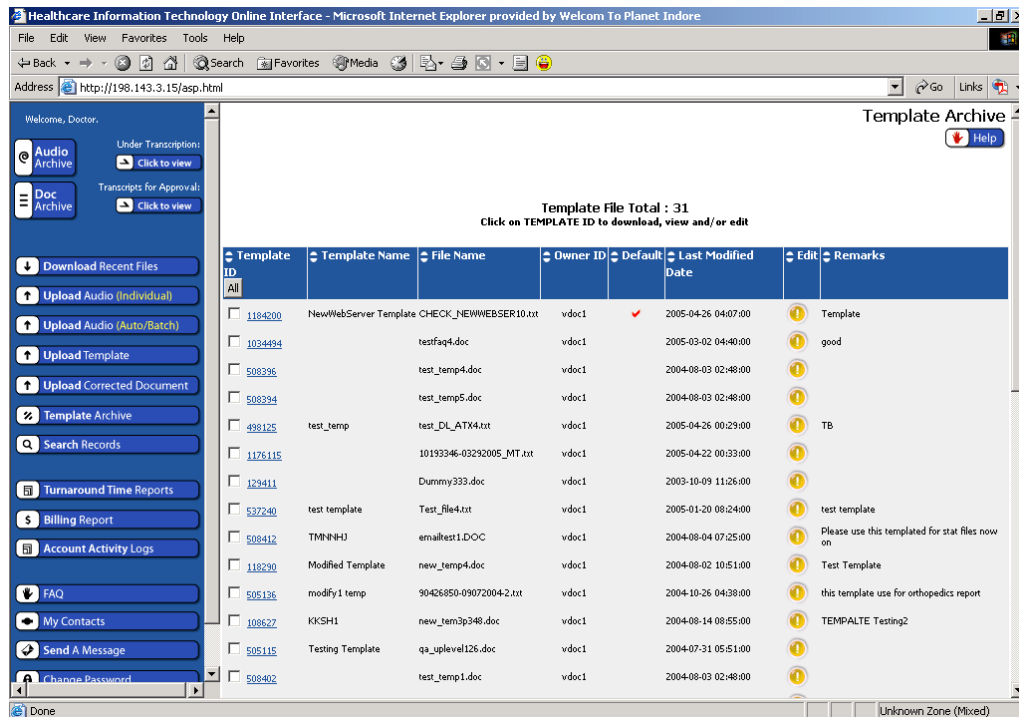 Healthcare Information Technology Online Interface - Microsoft Internet Explorer provided by Welcom To Planet Indore
File Edit View Favorites Tools Help
Back Search Favorites Media
Address http://198.143.3.15/asp.html Go Links
Welcome, Doctor.
Audio Archive
Under Transcription:
Click to view
Doc Archive
Transcripts for Approval:
Click to view
Download Recent Files
Upload Audio (Individual)
Upload Audio (Auto/Batch)
Upload Template
Upload Corrected Document
Template Archive
Search Records
Turnaround Time Reports
Billing Report
Account Activity Logs
FAQ
My Contacts
Send A Message
Change Password
Template Archive
Help
Template File Total : 31
Click on TEMPLATE ID to download, view and/or edit
Template ID Template Name File Name Owner ID Default Last Modified Date Edit Remarks
All
1184200 NewWebServer Template CHECK_NEWWEBSER10.txt vdoc1 2005-04-26 04:07:00 Template
1034494 testfaq4.doc vdoc1 2005-03-02 04:40:00 good
508396 test_temp4.doc vdoc1 2004-08-03 02:48:00
508394 test_temp5.doc vdoc1 2004-08-03 02:48:00
498125 test_temp test_DL_ATX4.txt vdoc1 2005-04-26 00:29:00 TB
1176115 10193346-03292005_MT.txt vdoc1 2005-04-22 00:33:00
129411 Dummy333.doc vdoc1 2003-10-09 11:26:00
537240 test template Test_file4.txt vdoc1 2005-01-20 08:24:00 test template
508412 TMNNHJ emailtest1.DOC vdoc1 2004-08-04 07:25:00 Please use this templated for stat files now on
118290 Modified Template new_temp4.doc vdoc1 2004-08-02 10:51:00 Test Template
505136 modify1 temp 90426850-09072004-2.txt vdoc1 2004-10-26 04:38:00 this template use for orthopedics report
108627 KKSH1 new_tem3p348.doc vdoc1 2004-08-14 08:55:00 TEMPALTE Testing2
505115 Testing Template qa_uplevel126.doc vdoc1 2004-07-31 05:51:00
508402 test_temp1.doc vdoc1 2004-08-03 02:48:00
Done Unknown Zone (Mixed)